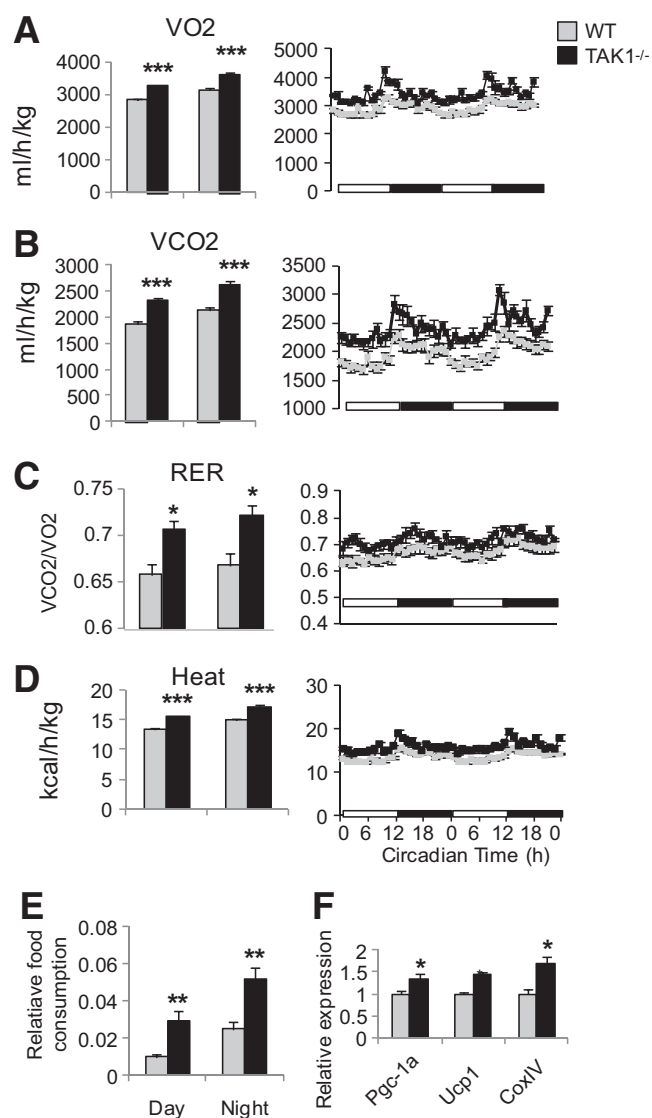 A
VO2
WT
TAK1-/-
ml/h/kg
4000
3000
2000
1000
0
***
***
5000
4000
3000
2000
1000
0
B
VCO2
ml/h/kg
3000
2500
2000
1500
1000
500
0
***
***
3500
3000
2500
2000
1500
1000
C
RER
VCO2/VO2
0.75
0.7
0.65
0.6
*
*
0.9
0.8
0.7
0.6
0.5
0.4
D
Heat
kcal/h/kg
20
15
10
5
0
***
***
30
20
10
0
0 6 12 18 0 6 12 18 0
Circadian Time (h)
E
Relatiave food
consumption
0.08
0.06
0.04
0.02
0
**
**
Day Night
F
Relative expression
2
1.5
1
0.5
0
*
*
Pgc-1a Ucp1 CoxIV